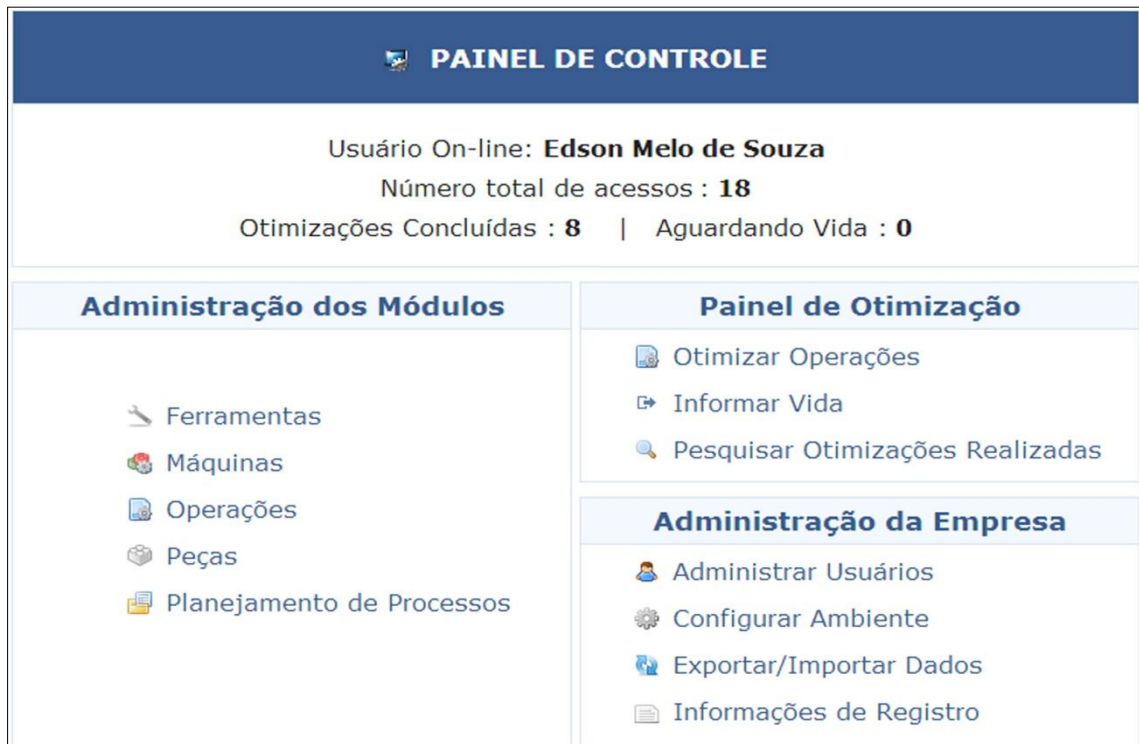 PAINEL DE CONTROLE
Usuário On-line: Edson Melo de Souza
Número total de acessos : 18
Otimizações Concluídas : 8 | Aguardando Vida : 0
Administração dos Módulos
Ferramentas
Máquinas
Operações
Peças
Planejamento de Processos
Painel de Otimização
Otimizar Operações
Informar Vida
Pesquisar Otimizações Realizadas
Administração da Empresa
Administrar Usuários
Configurar Ambiente
Exportar/Importar Dados
Informações de Registro